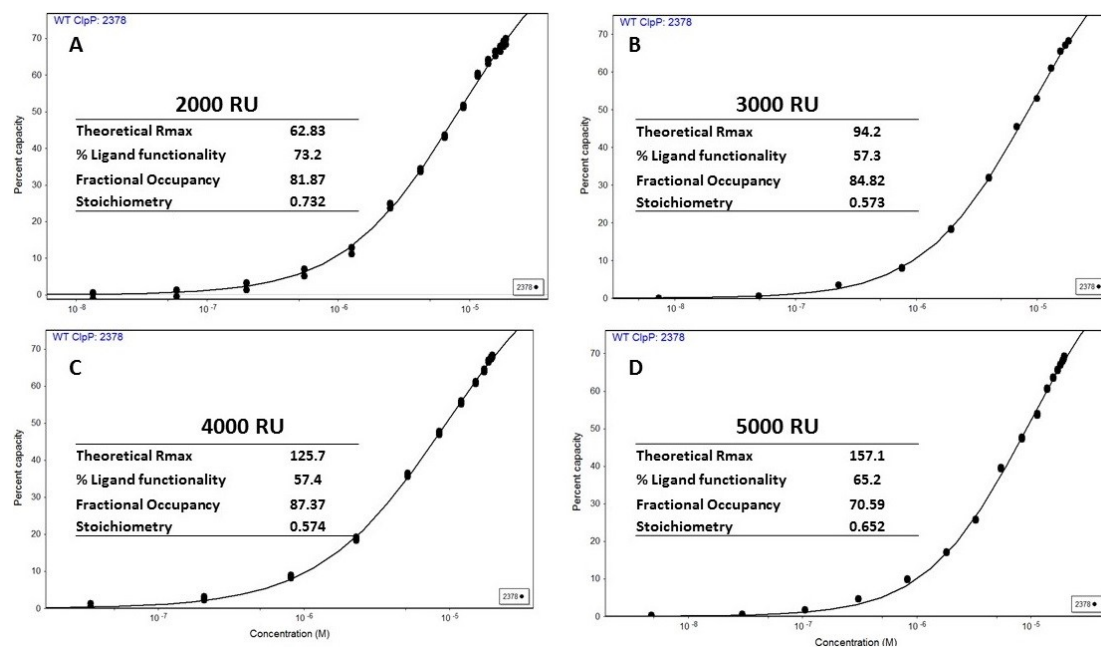 WT ClpP: 2378
A
2000 RU
Theoretical Rmax 62.83
% Ligand functionality 73.2
Fractional Occupancy 81.87
Stoichiometry 0.732
Percent capacity
70
60
50
40
30
20
10
0
10⁻⁸ 10⁻⁷ 10⁻⁶ 10⁻⁵
2378
WT ClpP: 2378
B
3000 RU
Theoretical Rmax 94.2
% Ligand functionality 57.3
Fractional Occupancy 84.82
Stoichiometry 0.573
Percent capacity
70
60
50
40
30
20
10
0
10⁻⁸ 10⁻⁷ 10⁻⁶ 10⁻⁵
2378
WT ClpP: 2378
C
4000 RU
Theoretical Rmax 125.7
% Ligand functionality 57.4
Fractional Occupancy 87.37
Stoichiometry 0.574
Percent capacity
70
60
50
40
30
20
10
0
10⁻⁷ 10⁻⁶ 10⁻⁵
Concentration (M)
2378
WT ClpP: 2378
D
5000 RU
Theoretical Rmax 157.1
% Ligand functionality 65.2
Fractional Occupancy 70.59
Stoichiometry 0.652
Percent capacity
70
60
50
40
30
20
10
0
10⁻⁸ 10⁻⁷ 10⁻⁶ 10⁻⁵
Concentration (M)
2378